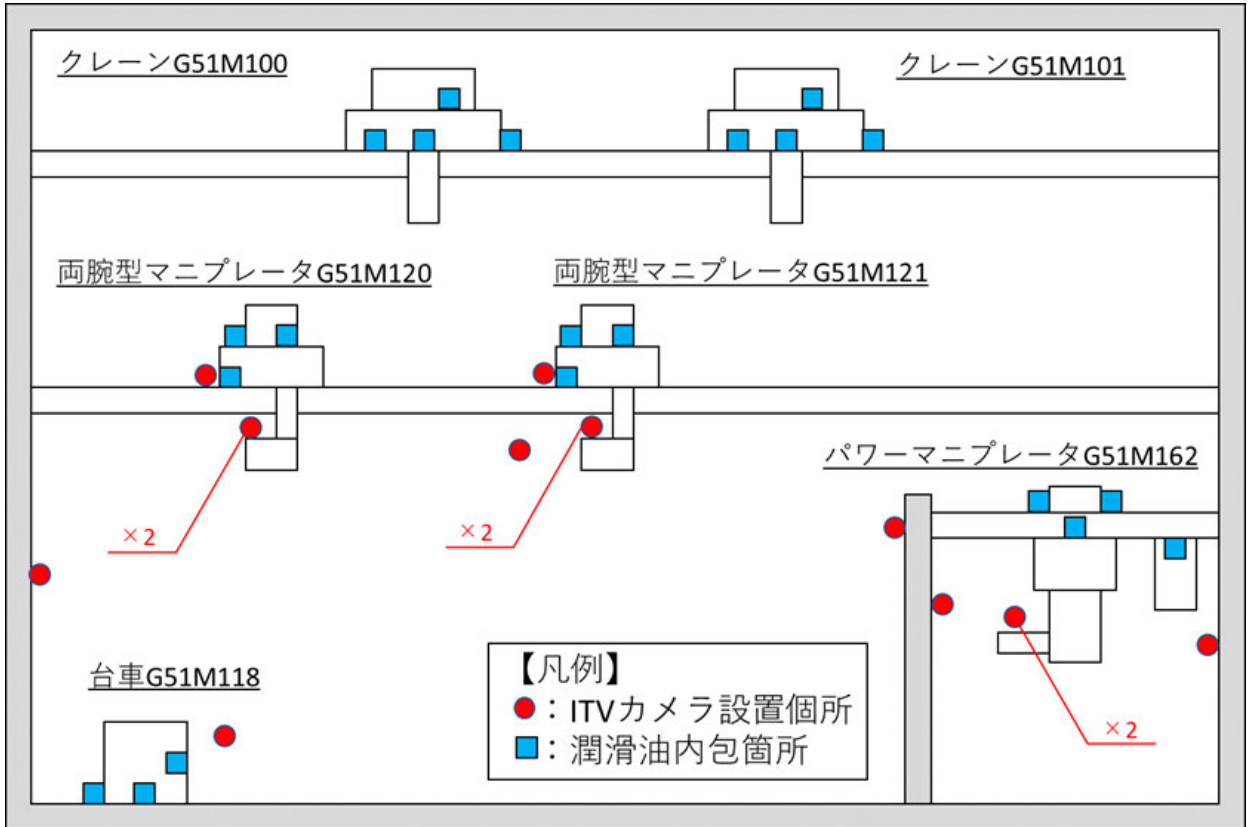 クレーンG51M100
クレーンG51M101
両腕型マニプレータG51M120
両腕型マニプレータG51M121
パワーマニプレータG51M162
×2
×2
台車G51M118
【凡例】
：ITVカメラ設置個所
：潤滑油内包箇所
×2